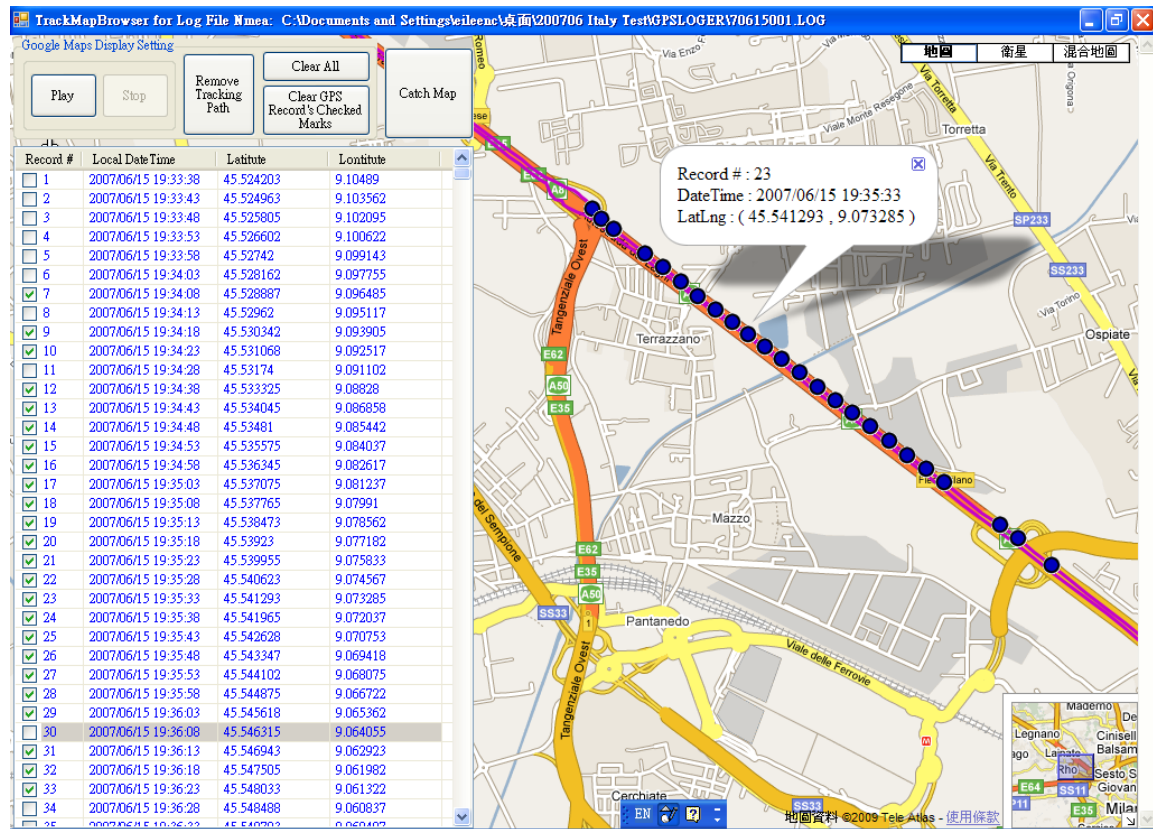 TrackMapBrowser for Log File Nmea: C:\Documents and Settings\eileenc\桌面\200706 Italy Test\GPSLOGER\70615001.LOG
Google Maps Display Setting
Play
Stop
Remove Tracking Path
Clear All
Clear GPS Record's Checked Marks
Catch Map
地圖 衛星 混合地圖
Record # Local DateTime Latitute Lontitute
1 2007/06/15 19:33:38 45.524203 9.10489
2 2007/06/15 19:33:43 45.524963 9.103562
3 2007/06/15 19:33:48 45.525805 9.102095
4 2007/06/15 19:33:53 45.526602 9.100622
5 2007/06/15 19:33:58 45.52742 9.099143
6 2007/06/15 19:34:03 45.528162 9.097755
7 2007/06/15 19:34:08 45.528887 9.096485
8 2007/06/15 19:34:13 45.52962 9.095117
9 2007/06/15 19:34:18 45.530342 9.093905
10 2007/06/15 19:34:23 45.531068 9.092517
11 2007/06/15 19:34:28 45.53174 9.091102
12 2007/06/15 19:34:38 45.533325 9.08828
13 2007/06/15 19:34:43 45.534045 9.086858
14 2007/06/15 19:34:48 45.53481 9.085442
15 2007/06/15 19:34:53 45.535575 9.084037
16 2007/06/15 19:34:58 45.536345 9.082617
17 2007/06/15 19:35:03 45.537075 9.081237
18 2007/06/15 19:35:08 45.537765 9.07991
19 2007/06/15 19:35:13 45.538473 9.078562
20 2007/06/15 19:35:18 45.53923 9.077182
21 2007/06/15 19:35:23 45.539955 9.075833
22 2007/06/15 19:35:28 45.540623 9.074567
23 2007/06/15 19:35:33 45.541293 9.073285
24 2007/06/15 19:35:38 45.541965 9.072037
25 2007/06/15 19:35:43 45.542628 9.070753
26 2007/06/15 19:35:48 45.543347 9.069418
27 2007/06/15 19:35:53 45.544102 9.068075
28 2007/06/15 19:35:58 45.544875 9.066722
29 2007/06/15 19:36:03 45.545618 9.065362
30 2007/06/15 19:36:08 45.546315 9.064055
31 2007/06/15 19:36:13 45.546943 9.062923
32 2007/06/15 19:36:18 45.547505 9.061982
33 2007/06/15 19:36:23 45.548033 9.061322
34 2007/06/15 19:36:28 45.548488 9.060837
Record # : 23
DateTime : 2007/06/15 19:35:33
LatLng : ( 45.541293 , 9.073285 )
Romeo
Via Enzo
Via Torretta
Via Monte Resegone
Torretta
Via Trento
SP233
SS233
Via Torino
Ospiate
A8
Tangenziale Ovest
Terrazzano
E62
A50
E35
Mazzo
del Sempione
E62
E35
A50
SS33
1
Pantanedo
Viale delle Ferrovie
Tangenziale Ovest
Cerchiate
M
SS33
Legnano
Cinisell
Lainate
Balsam
Rho
Sesto S
E64
SS11
Giovan
E35
Milan
EN
地圖資料 ©2009 Tele Atlas - 使用條款